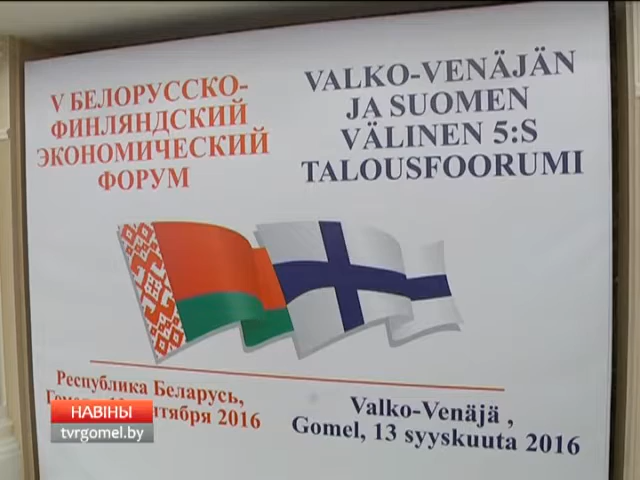 V БЕЛОРУССКО-
ФИНЛЯНДСКИЙ
ЭКОНОМИЧЕСКИЙ
ФОРУМ
VALKO-VENÄJÄN
JA SUOMEN
VÄLINEN 5:S
TALOUSFOORUMI
Республика Беларусь,
2016
Valko-Venäjä ,
Gomel, 13 syyskuuta 2016
НАВІНЫ
tvrgomel.by